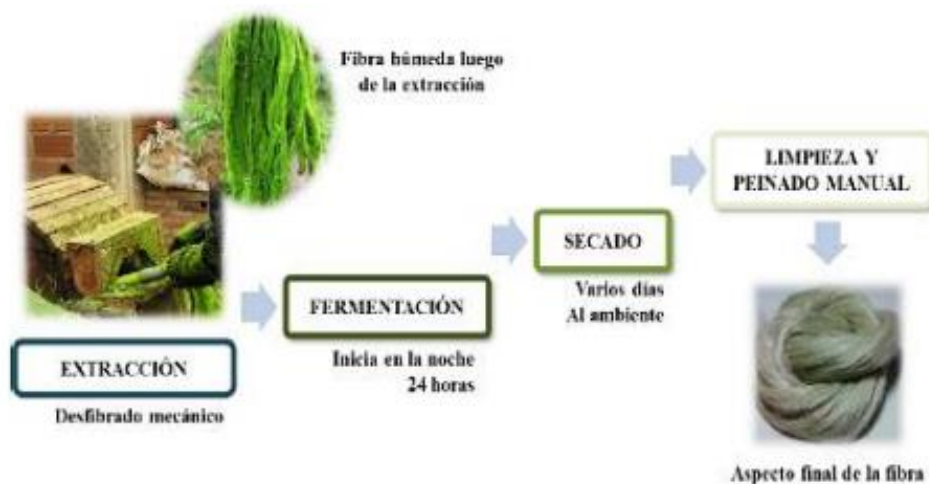 Fibra húmeda luego
de la extracción
EXTRACCIÓN
Desfibrado mecánico
FERMENTACIÓN
Inicia en la noche
24 horas
SECADO
Varios días
Al ambiente
LIMPIEZA Y
PEINADO MANUAL
Aspecto final de la fibra